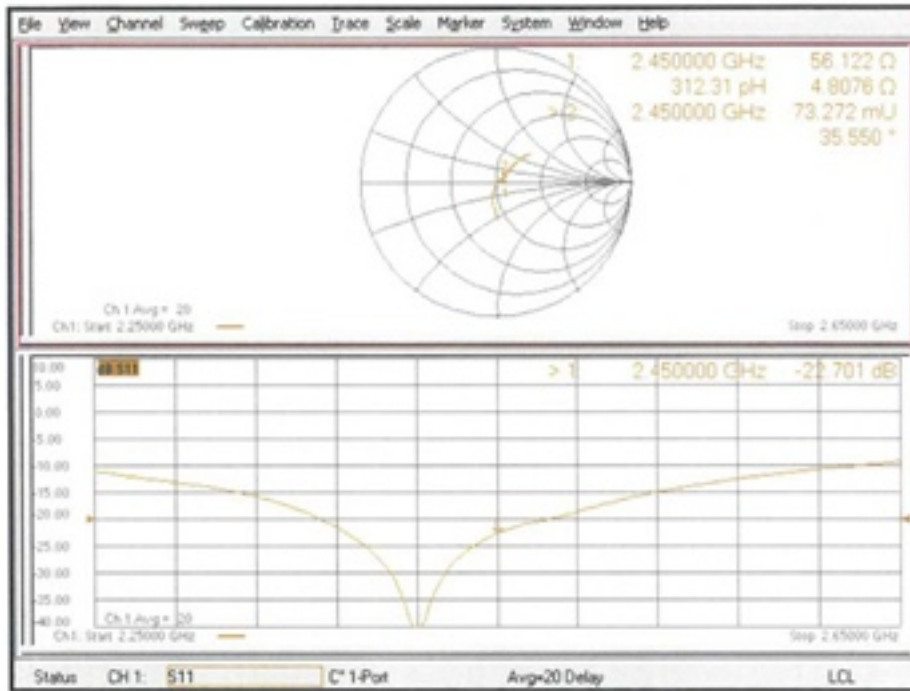 File View Channel Sweep Calibration Trace Scale Marker System Window Help
1: 2.450000 GHz 56.122 Ω
312.31 pH 4.8076 Ω
> 2: 2.450000 GHz 73.272 mU
35.550 °
Ch 1 Avg = 20
Ch1: Start 2.25000 GHz
Stop 2.65000 GHz
10.00
dB S11
> 1: 2.450000 GHz -22.701 dB
5.00
0.00
-5.00
-10.00
-15.00
-20.00
-25.00
-30.00
-35.00
-40.00
Ch 1 Avg = 20
Ch1: Start 2.25000 GHz
Stop 2.65000 GHz
Status CH 1: S11 C* 1-Port Avg=20 Delay LCL